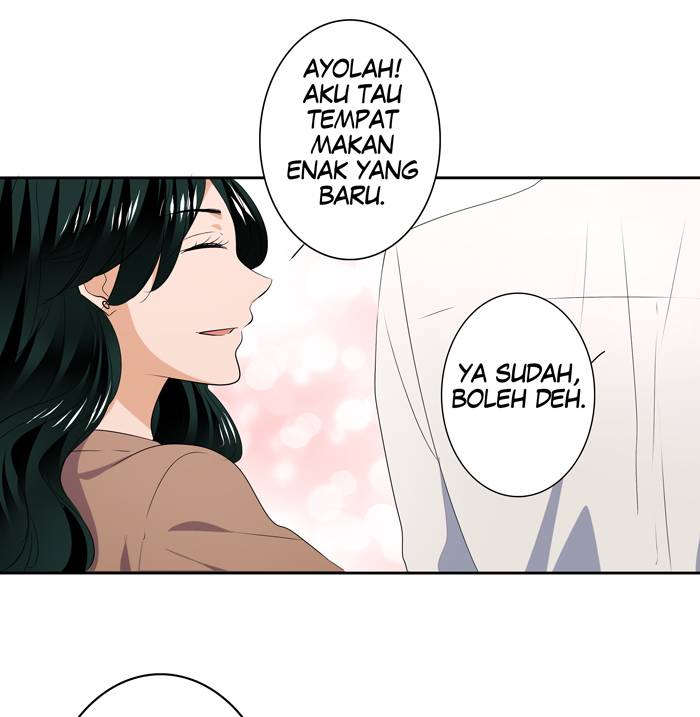 AYOLAH!
AKU TAU
TEMPAT
MAKAN
ENAK YANG
BARU.
YA SUDAH,
BOLEH DEH.